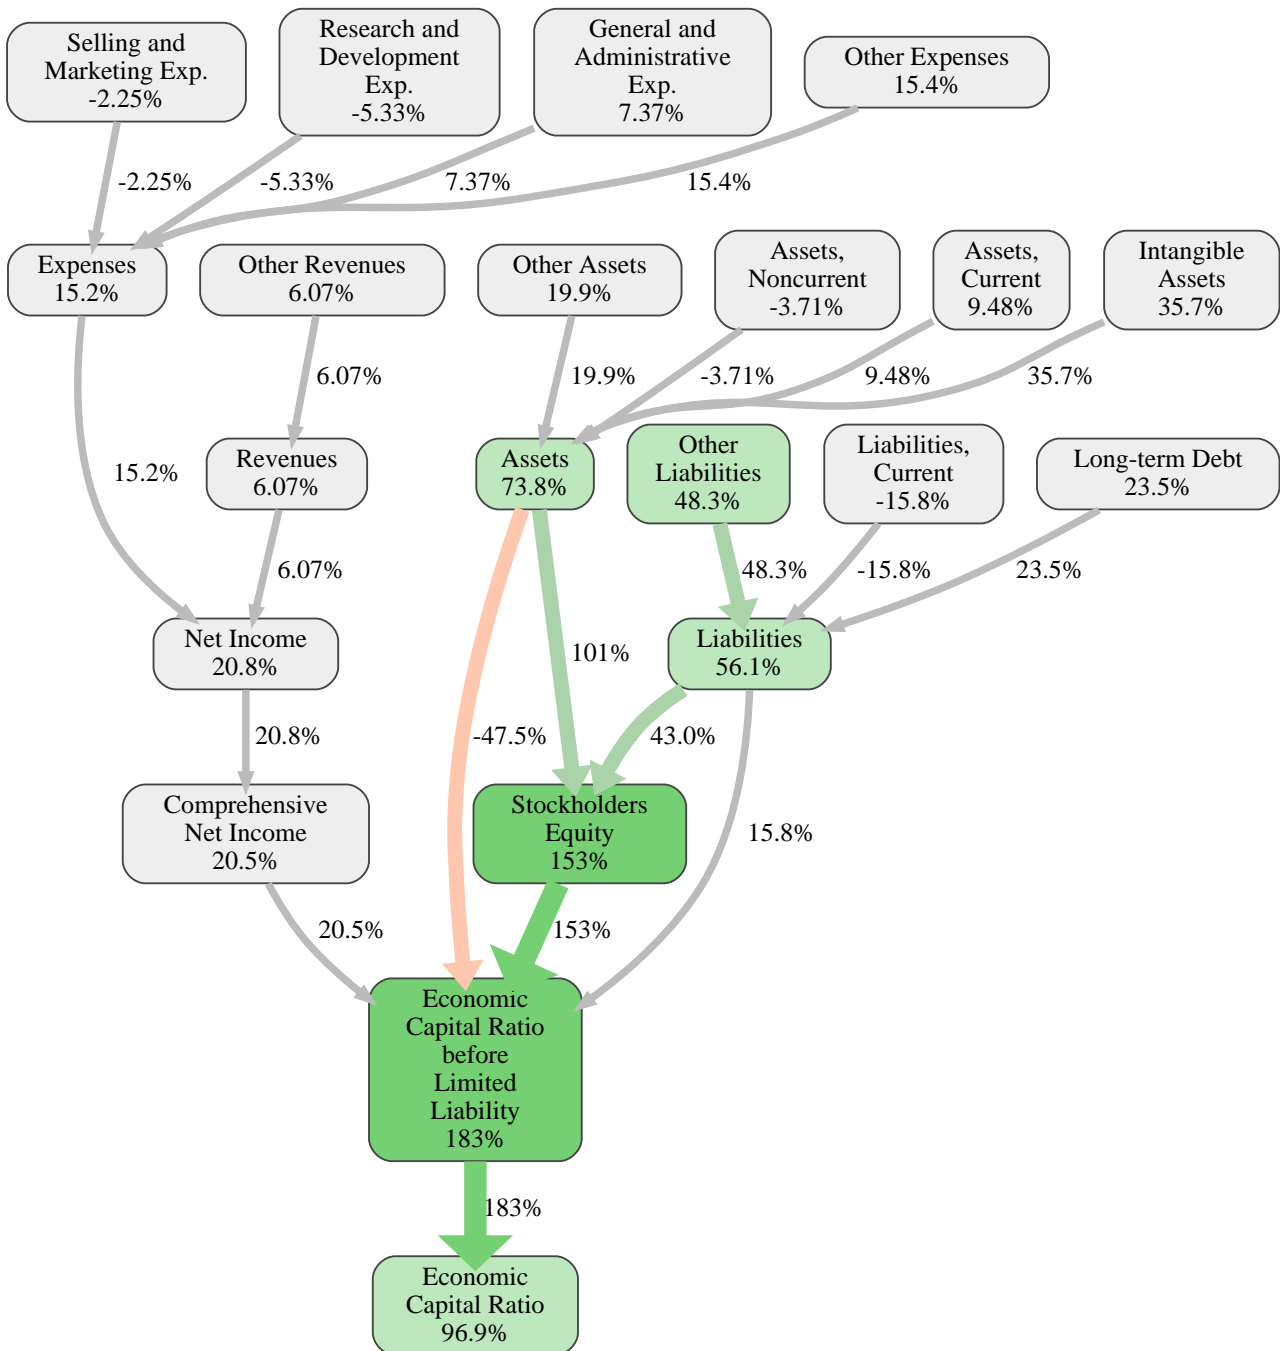 Selling and
Marketing Exp.
-2.25%
Research and
Development
Exp.
-5.33%
General and
Administrative
Exp.
7.37%
Other Expenses
15.4%
-2.25%
-5.33%
7.37%
15.4%
Expenses
15.2%
Other Revenues
6.07%
Other Assets
19.9%
Assets,
Noncurrent
-3.71%
Assets,
Current
9.48%
Intangible
Assets
35.7%
6.07%
19.9%
-3.71%
9.48%
35.7%
15.2%
Revenues
6.07%
Assets
73.8%
Other
Liabilities
48.3%
Liabilities,
Current
-15.8%
Long-term Debt
23.5%
6.07%
48.3%
-15.8%
23.5%
Net Income
20.8%
101%
Liabilities
56.1%
20.8%
-47.5%
43.0%
Comprehensive
Net Income
20.5%
Stockholders
Equity
153%
15.8%
20.5%
153%
Economic
Capital Ratio
before
Limited
Liability
183%
183%
Economic
Capital Ratio
96.9%